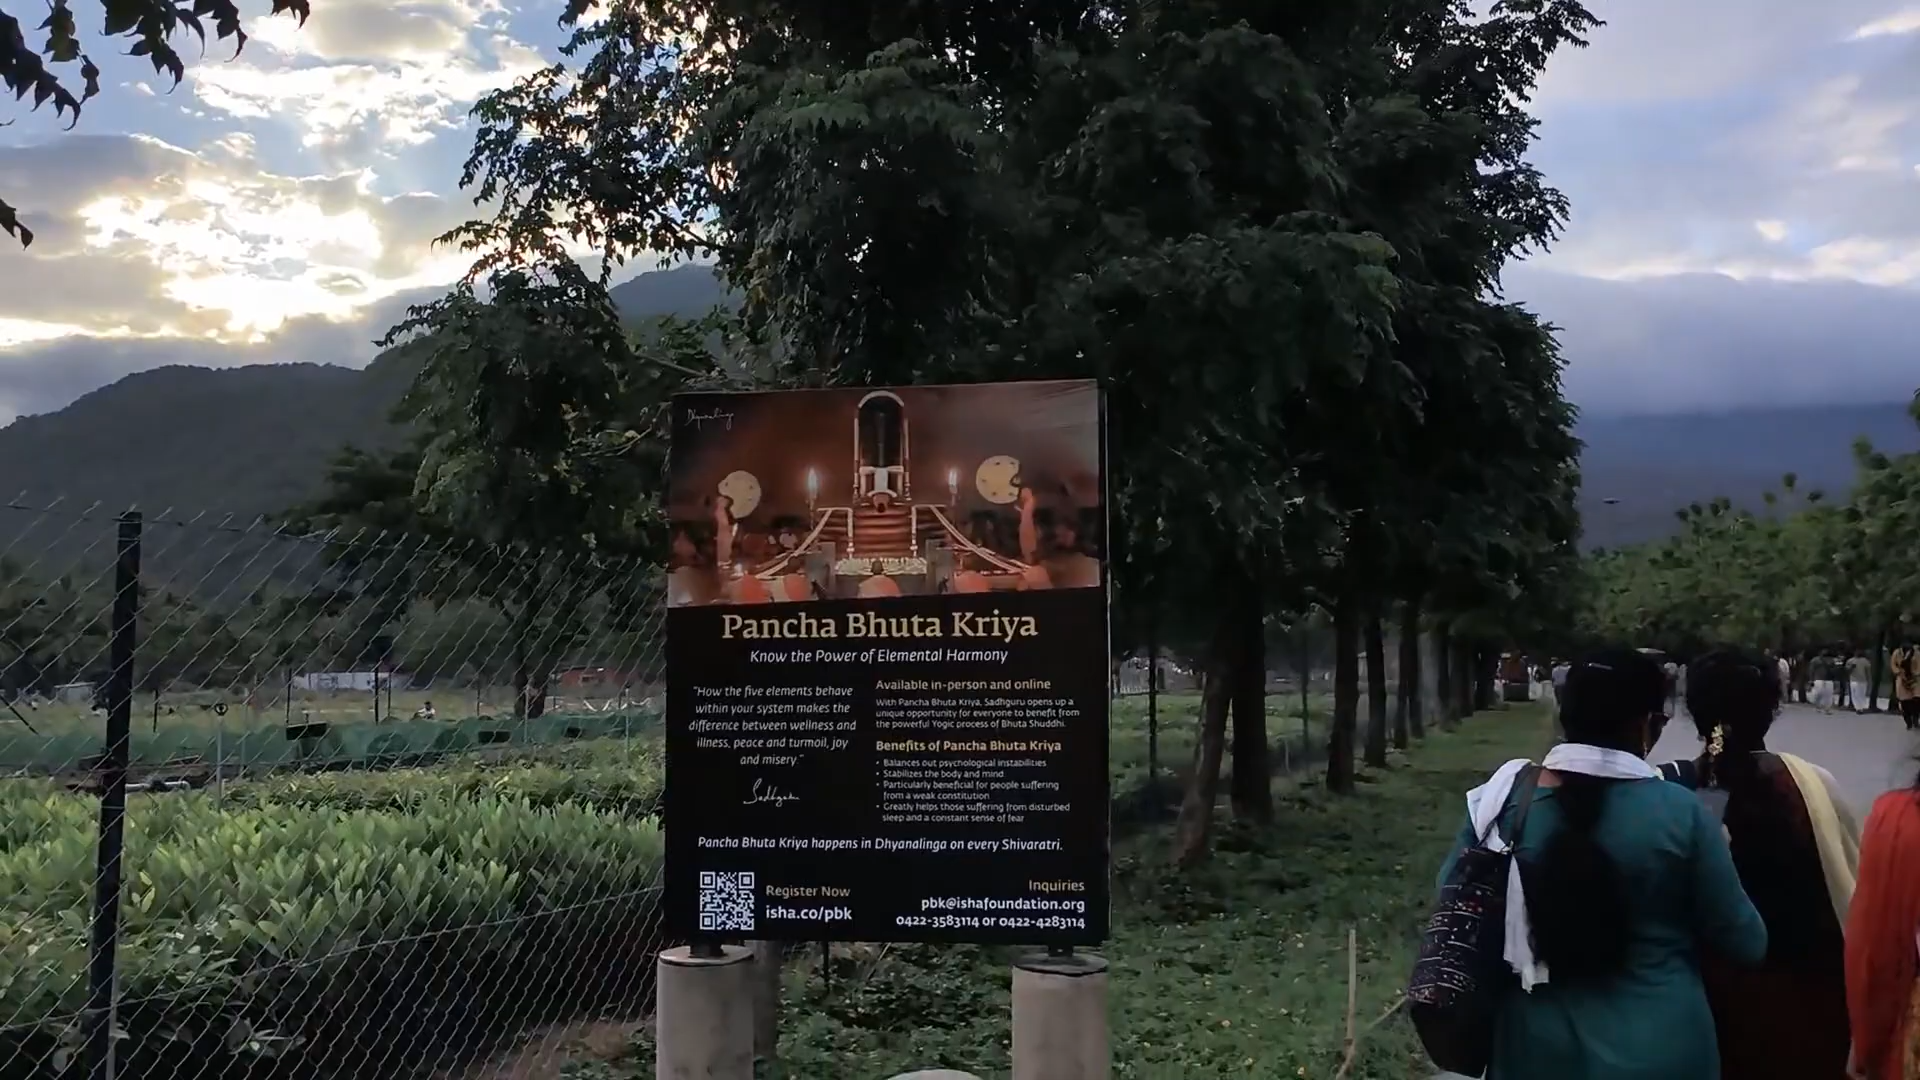 Dhyanalinga
Pancha Bhuta Kriya
Know the Power of Elemental Harmony
"How the five elements behave
within your system makes the
difference between wellness and
illness, peace and turmoil, joy
and misery."
Sadhguru
Available in-person and online
With Pancha Bhuta Kriya, Sadhguru opens up a
unique opportunity for everyone to benefit from
the powerful Yogic process of Bhuta Shuddhi.
Benefits of Pancha Bhuta Kriya
• Balances out psychological instabilities
• Stabilizes the body and mind
• Particularly beneficial for people suffering
from a weak constitution
• Greatly helps those suffering from disturbed
sleep and a constant sense of fear
Pancha Bhuta Kriya happens in Dhyanalinga on every Shivaratri.
Register Now
isha.co/pbk
Inquiries
pbk@ishafoundation.org
0422-3583114 or 0422-4283114